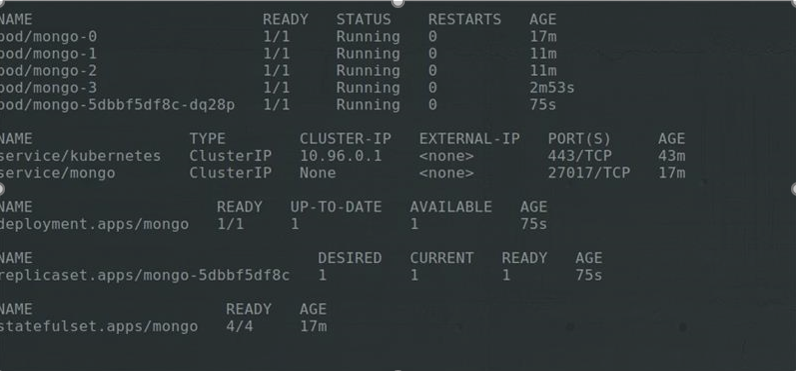 NAME READY STATUS RESTARTS AGE
pod/mongo-0 1/1 Running 0 17m
pod/mongo-1 1/1 Running 0 11m
pod/mongo-2 1/1 Running 0 11m
pod/mongo-3 1/1 Running 0 2m53s
pod/mongo-5dbbf5df8c-dq28p 1/1 Running 0 75s
NAME TYPE CLUSTER-IP EXTERNAL-IP PORT(S) AGE
service/kubernetes ClusterIP 10.96.0.1 <none> 443/TCP 43m
service/mongo ClusterIP None <none> 27017/TCP 17m
NAME READY UP-TO-DATE AVAILABLE AGE
deployment.apps/mongo 1/1 1 1 75s
NAME DESIRED CURRENT READY AGE
replicaset.apps/mongo-5dbbf5df8c 1 1 1 75s
NAME READY AGE
statefulset.apps/mongo 4/4 17m